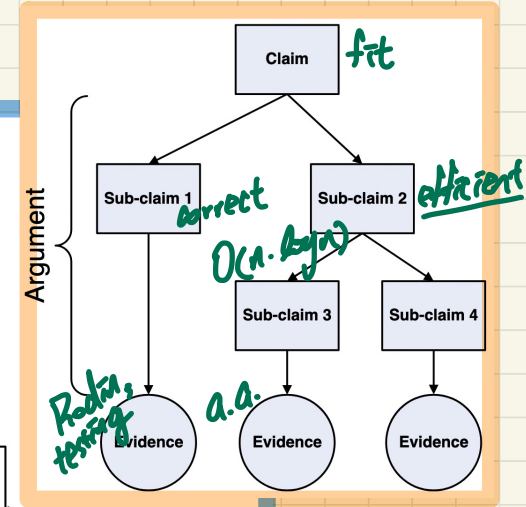 Claim
fit
Argument
Sub-claim 1
correct
Sub-claim 2
efficient
O(n. logn)
Sub-claim 3
Sub-claim 4
Rodin,
testing
a.a.
Evidence
Evidence
Evidence